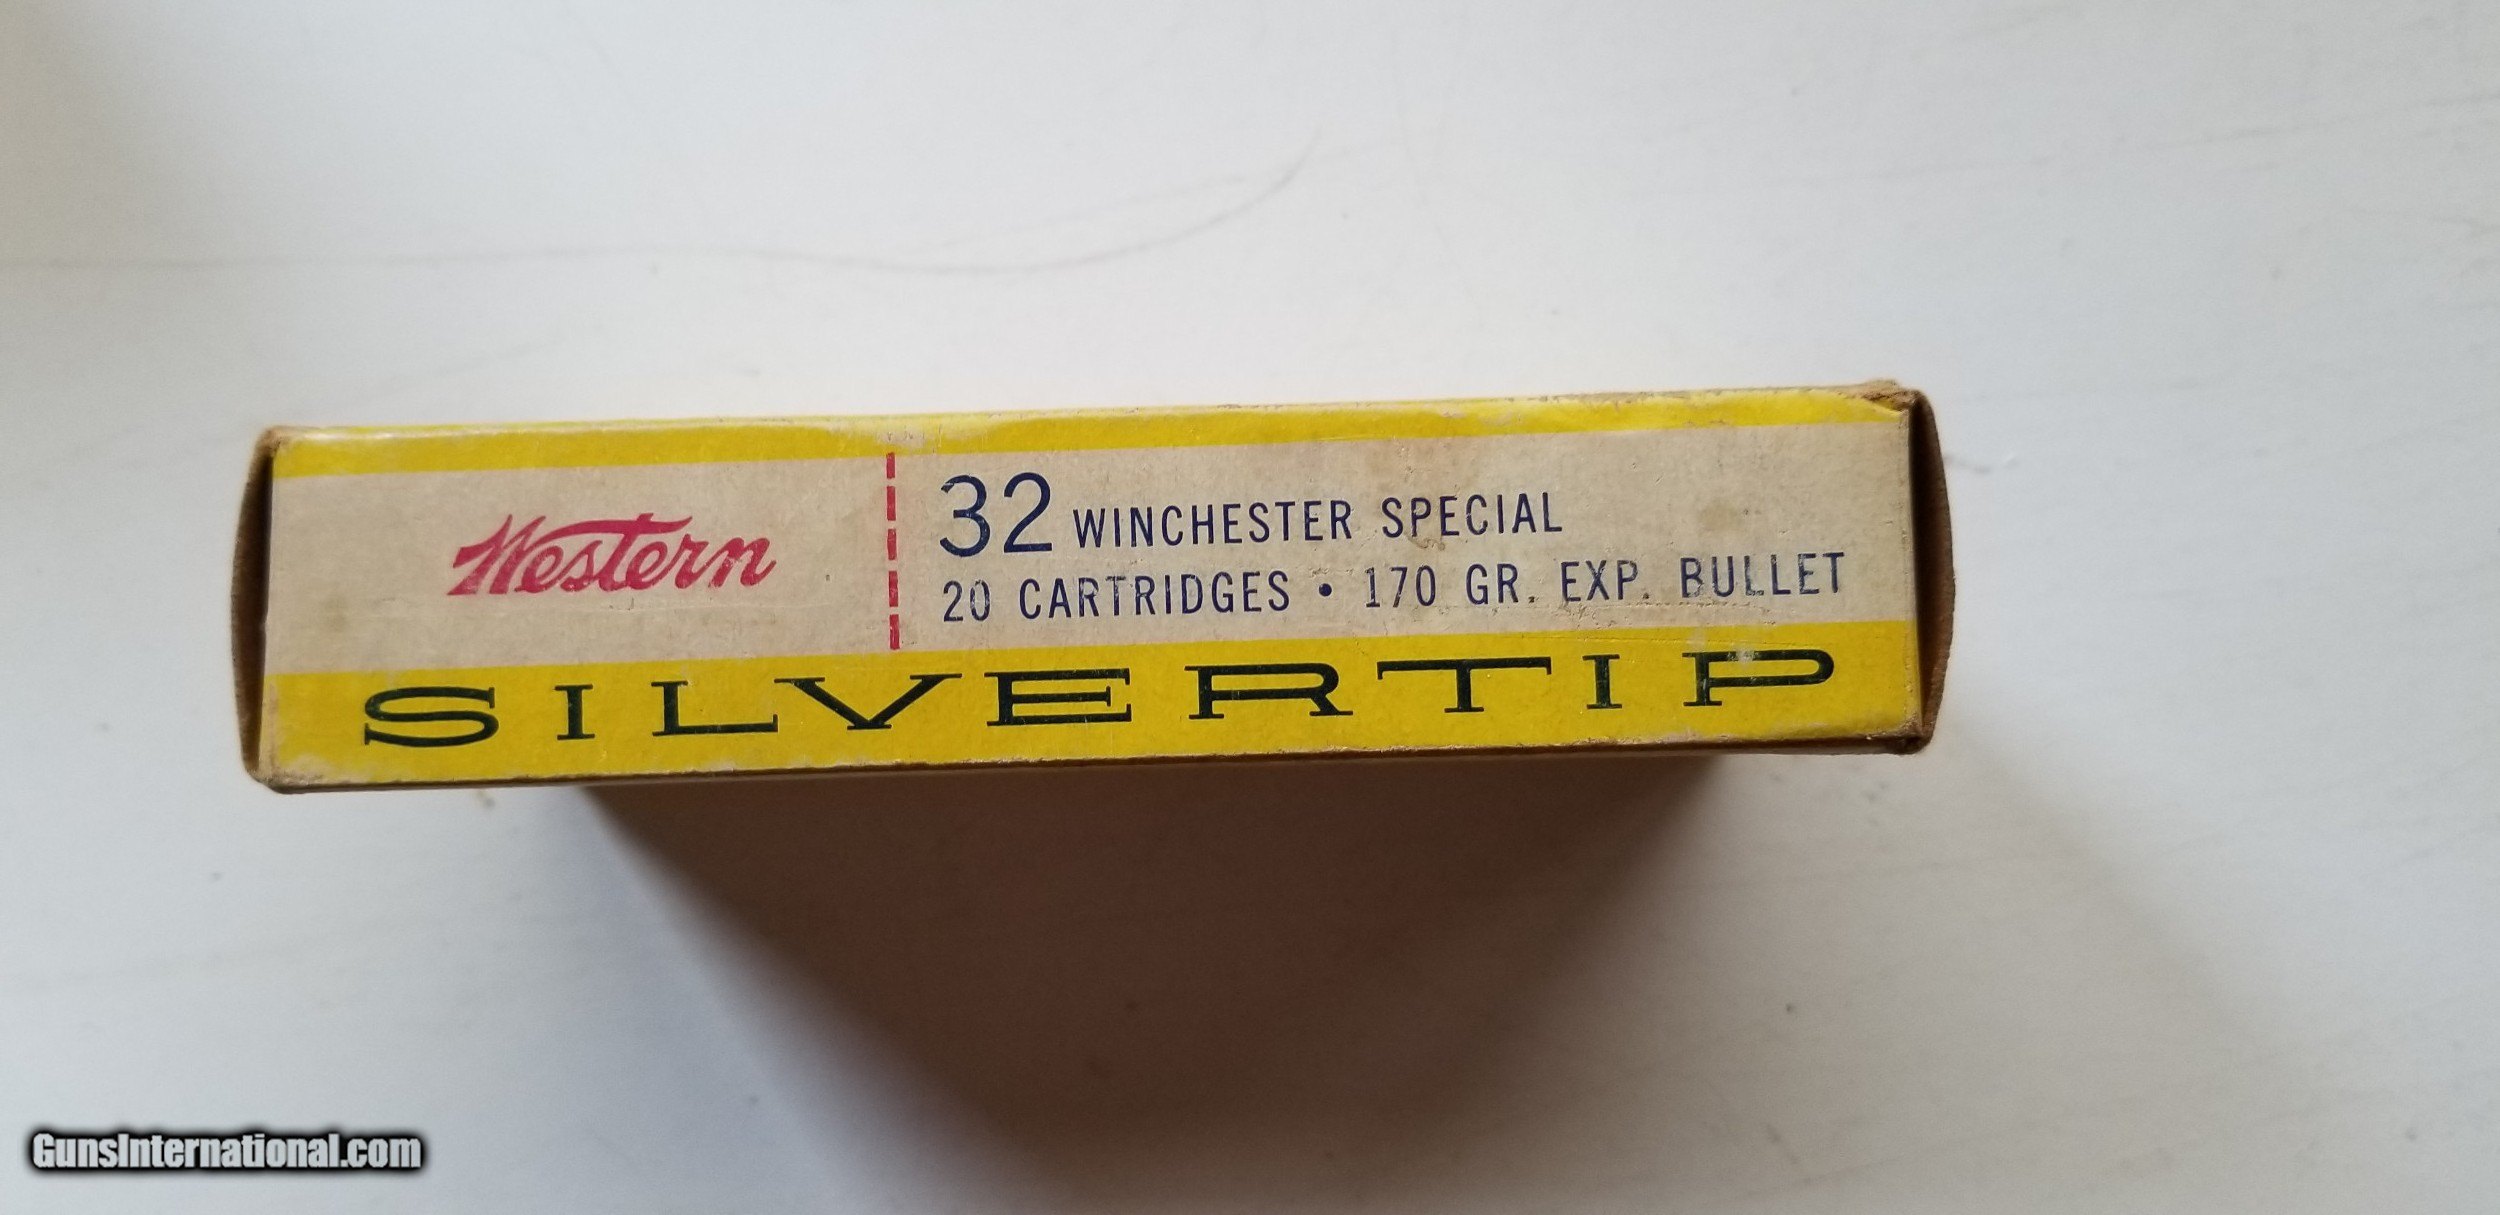 Western
32 WINCHESTER SPECIAL
20 CARTRIDGES • 170 GR. EXP. BULLET
SILVERTIP
GunsInternational.com